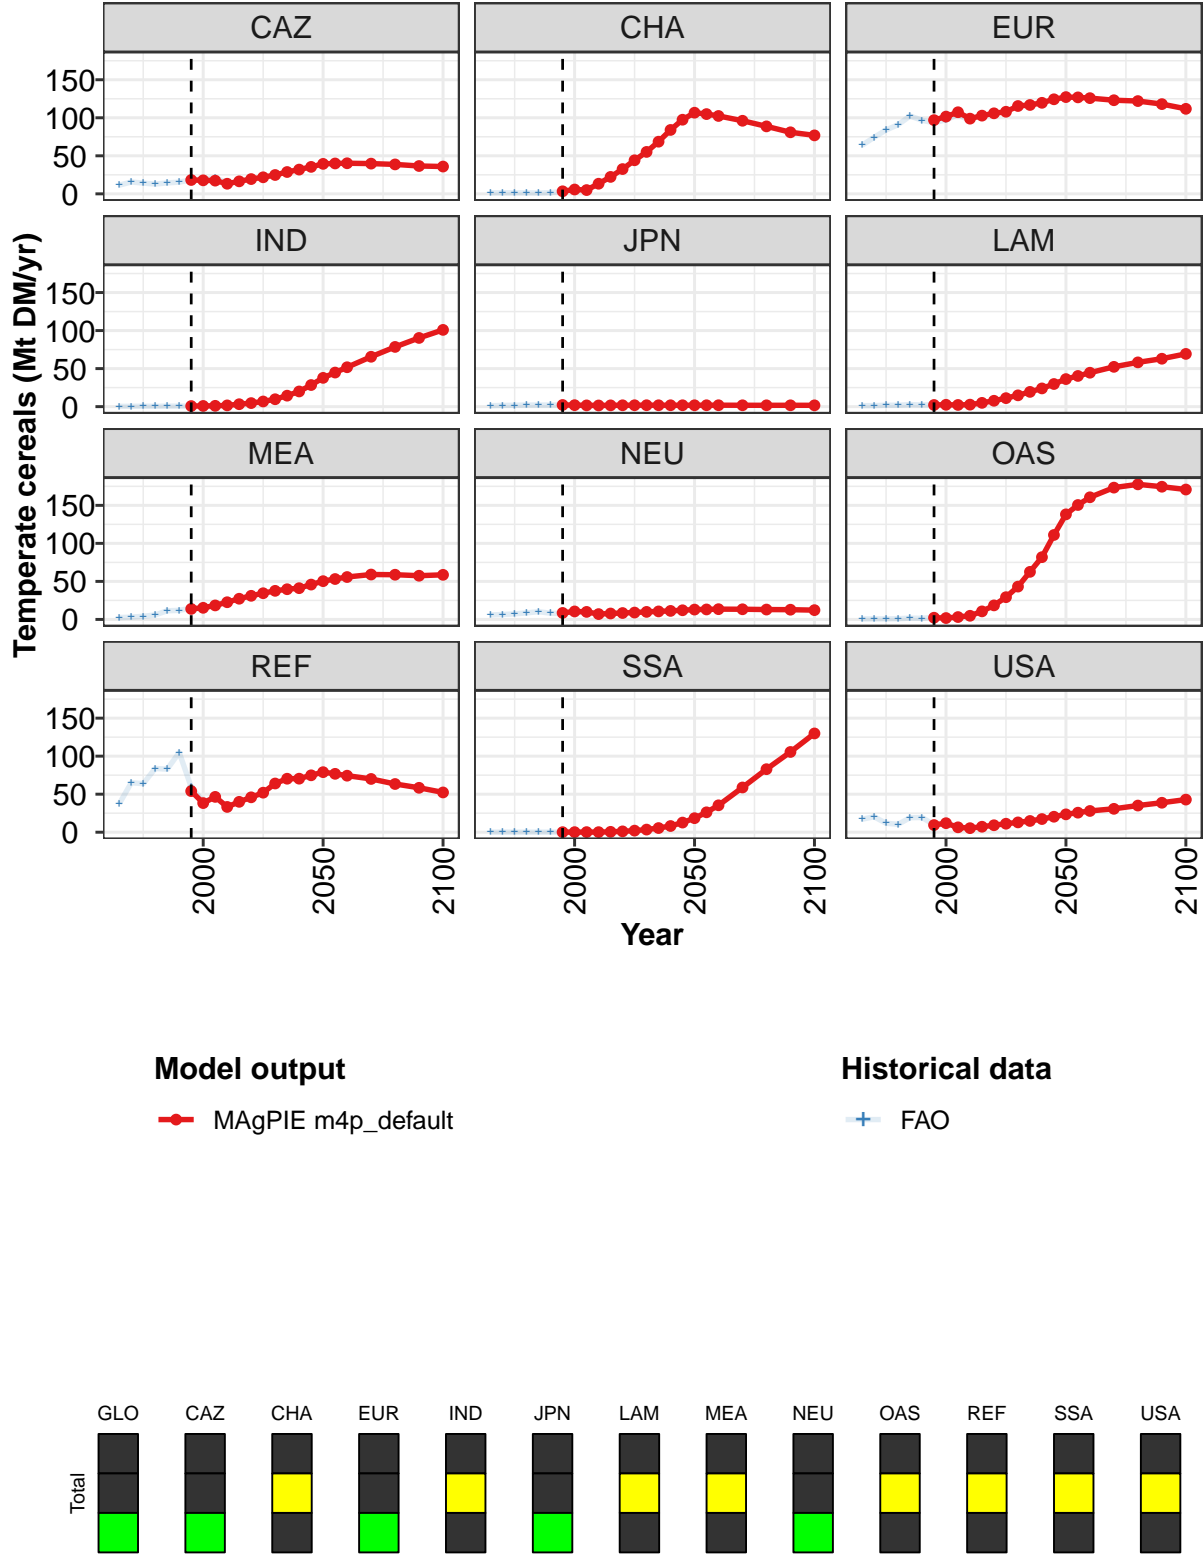 CAZ CHA EUR
150
100
50
0
IND JPN LAM
150
100
50
0
MEA NEU OAS
150
100
50
0
REF SSA USA
150
100
50
0
Temperate cereals (Mt DM/yr)
2000 2050 2100 2000 2050 2100 2000 2050 2100
Year
Model output Historical data
MAgPIE m4p_default FAO
GLO CAZ CHA EUR IND JPN LAM MEA NEU OAS REF SSA USA
Total